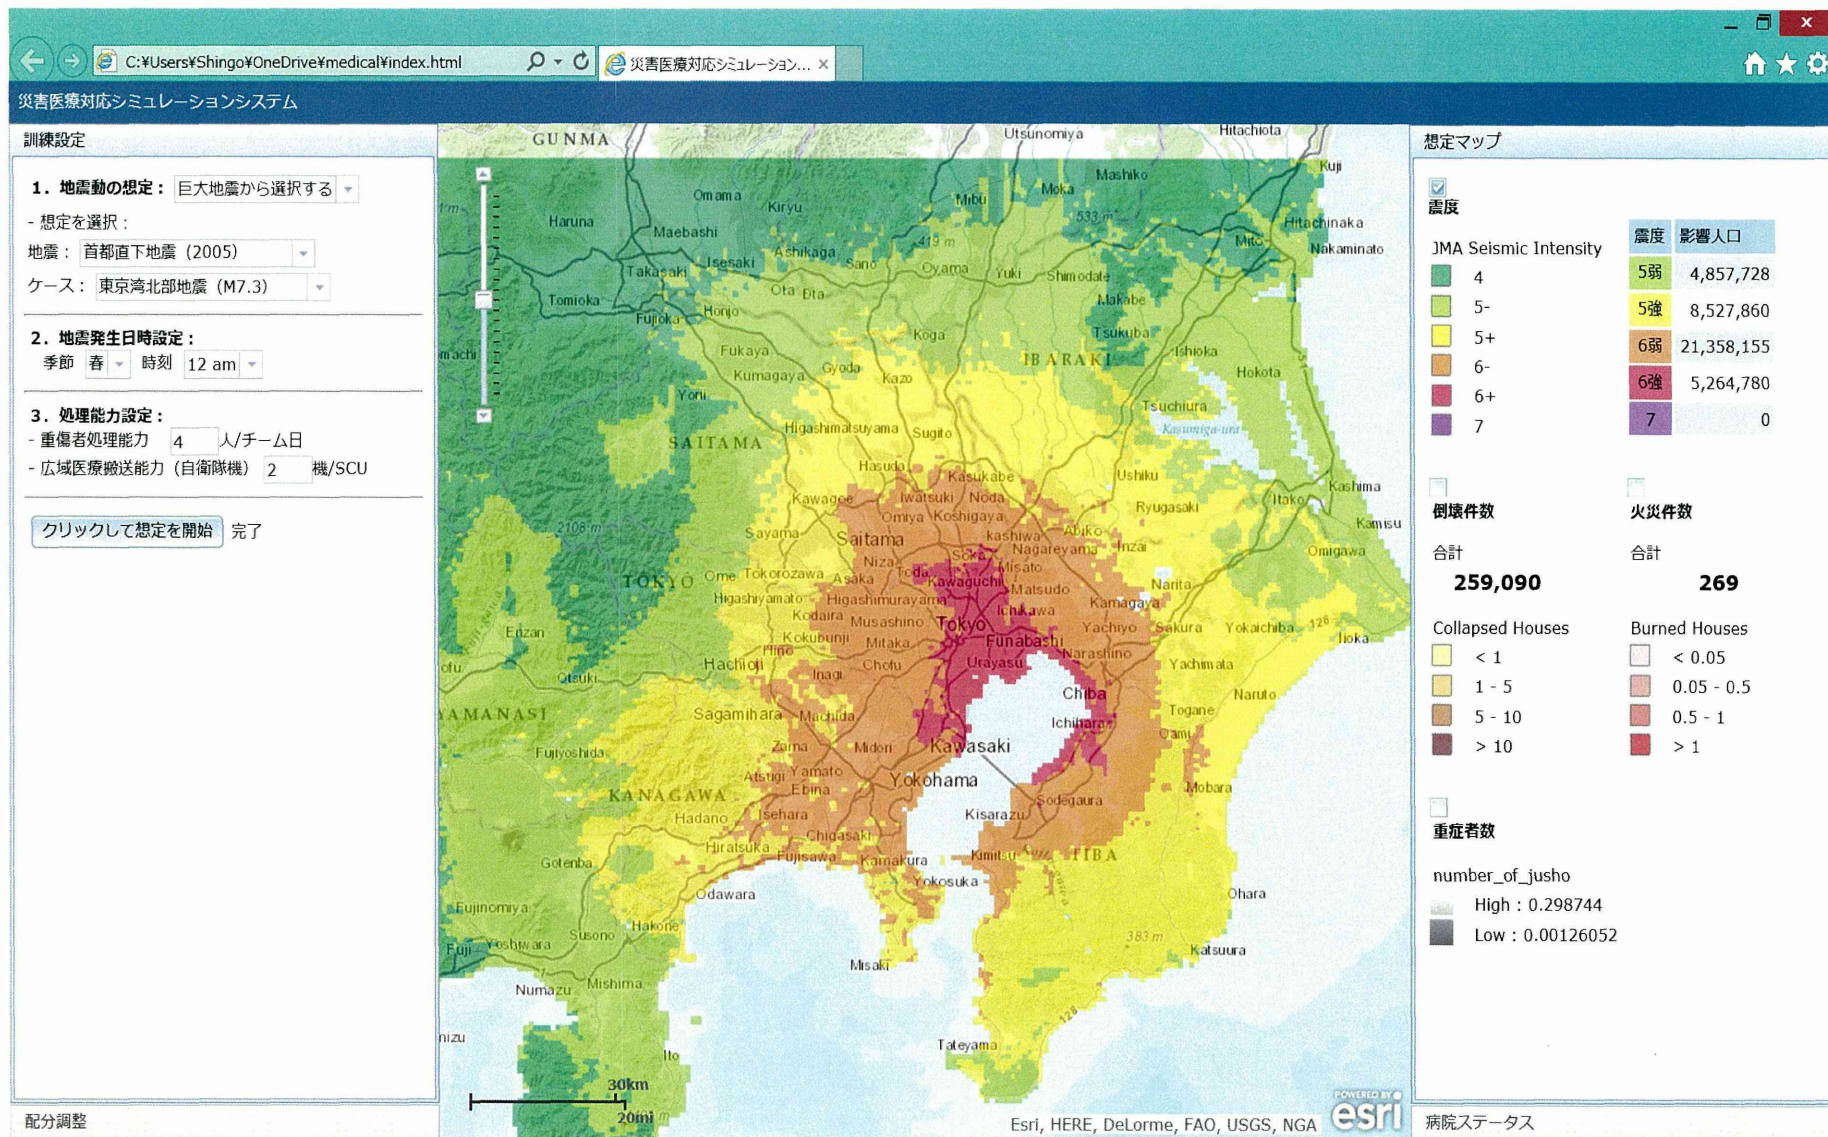 C:¥Users¥Shingo¥OneDrive¥medical¥index.html
災害医療対応シミュレーション... ×
災害医療対応シミュレーションシステム
訓練設定
1. 地震動の想定： 巨大地震から選択する
- 想定を選択：
地震： 首都直下地震（2005）
ケース： 東京湾北部地震（M7.3）
2. 地震発生日時設定：
季節 春 時刻 12 am
3. 処理能力設定：
- 重傷者処理能力 4 人/チーム日
- 広域医療搬送能力（自衛隊機） 2 機/SCU
クリックして想定を開始 完了
配分調整
GUNMA
Utsunomiya
Hitachiota
Kuji
Mashiko
Moka
Omama
Kiryu
Mibu
Haruna
533 m
Hitachinaka
Maebashi
419 m
Mito
Nakaminato
Ashikaga
Isesaki
Sano
Oyama
Yuki
Shimodate
Takasaki
Ota
Tomioka
Honjo
Makabe
Fujioka
Koga
Tsukuba
machi
Fukaya
IBARAKI
Ishioka
Gyoda
Kumagaya
Kazo
Hokota
Yorii
Tsuchiura
Higashimatsuyama
Sugito
Kasumiga-ura
SAITAMA
Hasuda
Kasukabe
Ushiku
Kashima
Kawagoe
Iwatsuki
Noda
Itako
Ryugasaki
2108 m
Omiya
Koshigaya
Kamisu
Sayama
Saitama
kashiwa
Abiko
Nagareyama
Inzai
Omigawa
Soka
Niza
Misato
TOKYO
Ome
Tokorozawa
Asaka
Toda
Kawaguchi
Matsudo
Narita
Higashiyamato
Higashimurayama
Ichikawa
Kamagaya
Kodaira
Musashino
Tokyo
Enzan
Kokubunji
Mitaka
Funabashi
Yachiyo
Sakura
Yokaichiba
126
Iioka
Hino
Hachioji
Chofu
Urayasu
Narashino
Yachimata
ofu
Otsuki
Inagi
Chiba
Naruto
YAMANASI
Sagamihara
Machida
Ichihara
Togane
Oami
Fujiyoshida
Zama
Midori
Kawasaki
Atsugi
Yamato
Yokohama
Mobara
KANAGAWA
Ebina
Sodegaura
Hadano
Isehara
Kisarazu
Chigasaki
Hiratsuka
Fujisawa
Kamakura
Kimitsu
TIBA
Gotenba
Yokosuka
Odawara
Ohara
Fujinomiya
Hakone
Susono
383 m
Fuji
Yoshiwara
Katsuura
Misaki
Mishima
Numazu
128
nizu
Tateyama
Ito
30km
20mi
Esri, HERE, DeLorme, FAO, USGS, NGA
POWERED BY
esri
想定マップ
震度
JMA Seismic Intensity
4
5-
5+
6-
6+
7
震度 影響人口
5弱 4,857,728
5強 8,527,860
6弱 21,358,155
6強 5,264,780
7 0
倒壊件数
合計
259,090
Collapsed Houses
< 1
1 - 5
5 - 10
> 10
火災件数
合計
269
Burned Houses
< 0.05
0.05 - 0.5
0.5 - 1
> 1
重症者数
number_of_jusho
High : 0.298744
Low : 0.00126052
病院ステータス